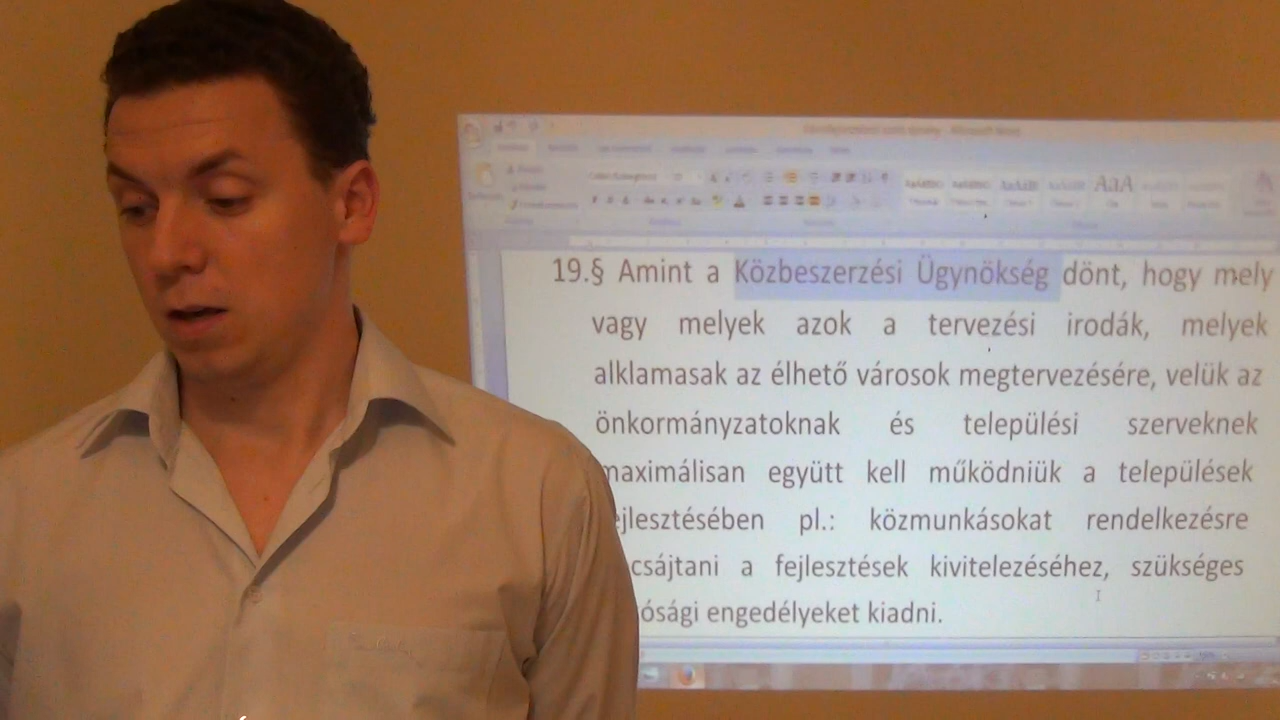 19.§ Amint a Közbeszerzési Ügynökség dönt, hogy mely
vagy melyek azok a tervezési irodák, melyek
alklamasak az élhető városok megtervezésére, velük az
önkormányzatoknak és települési szerveknek
maximálisan együtt kell működniük a települések
ejlesztésében pl.: közmunkásokat rendelkezésre
csájtani a fejlesztések kivitelezéséhez, szükséges
ósági engedélyeket kiadni.